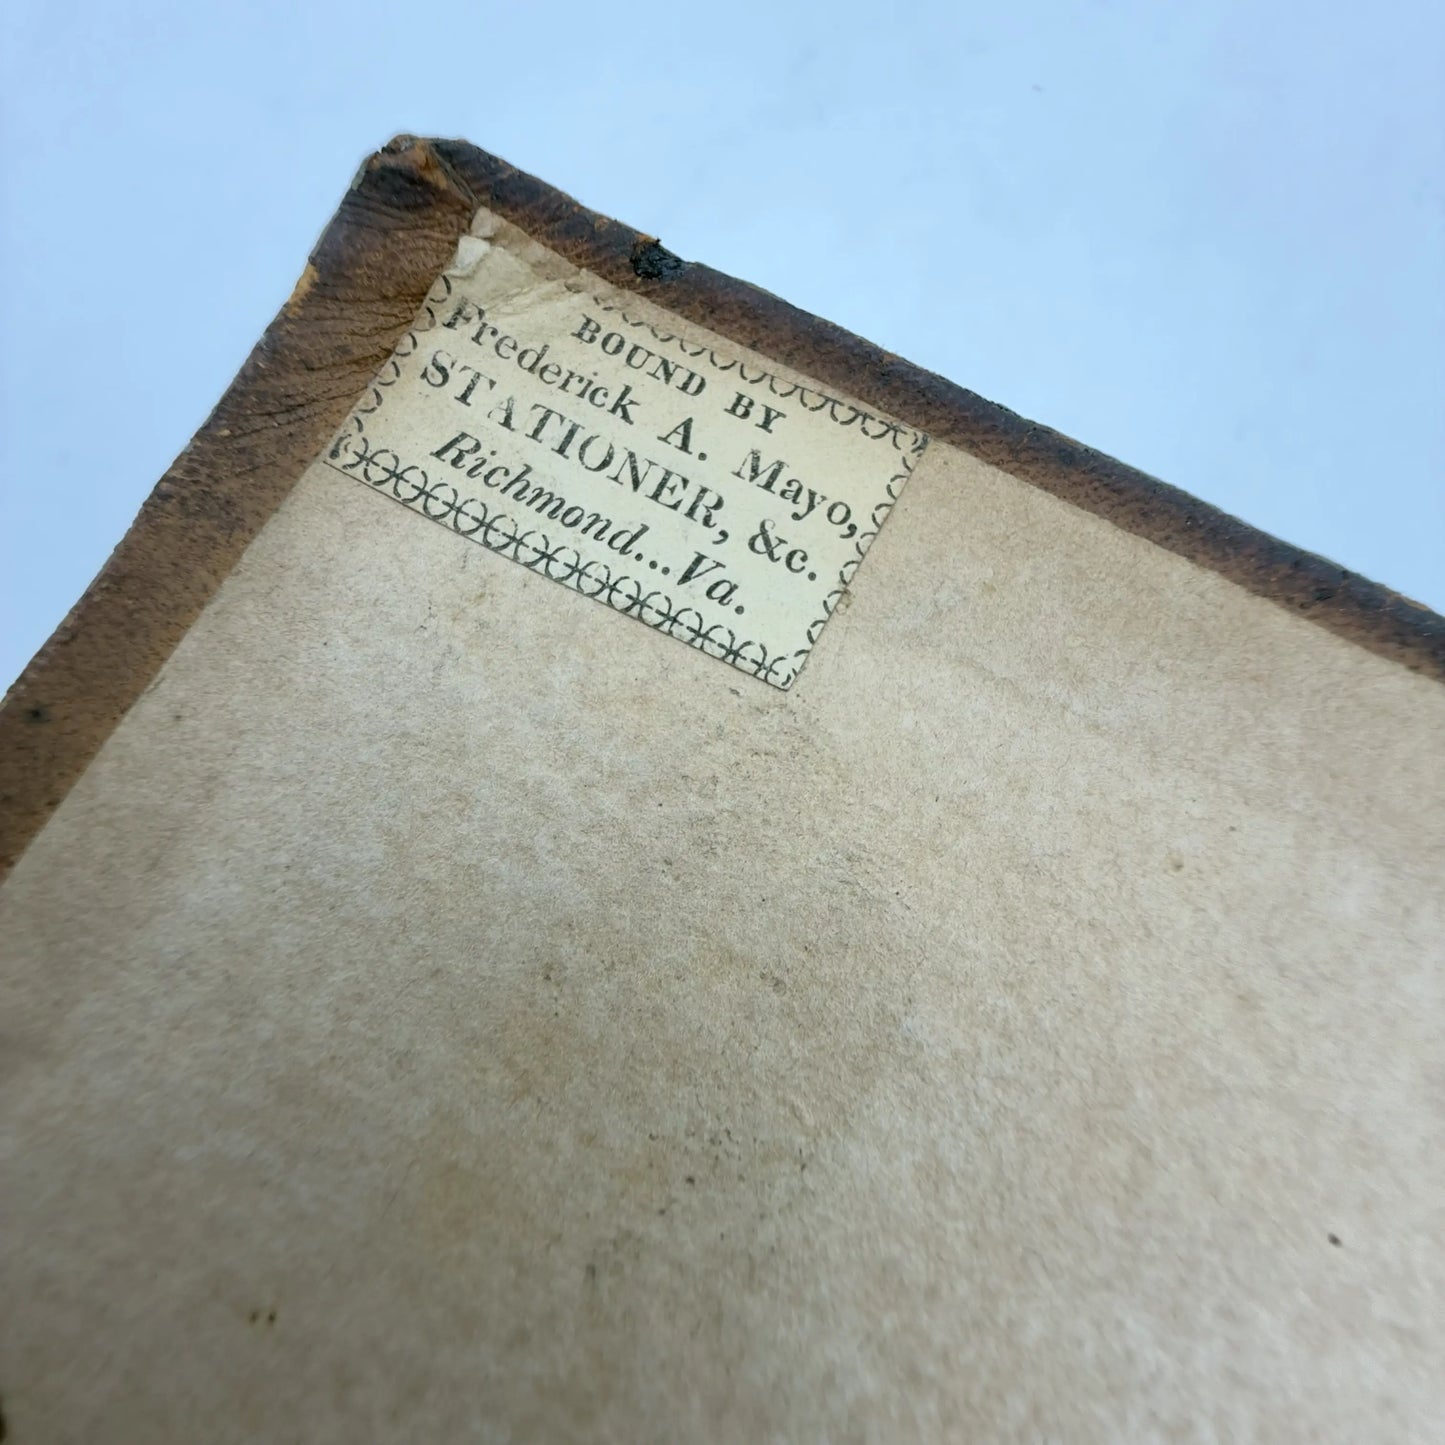 BOUND BY
Frederick A. Mayo,
STATIONER, &c.
Richmond...Va.